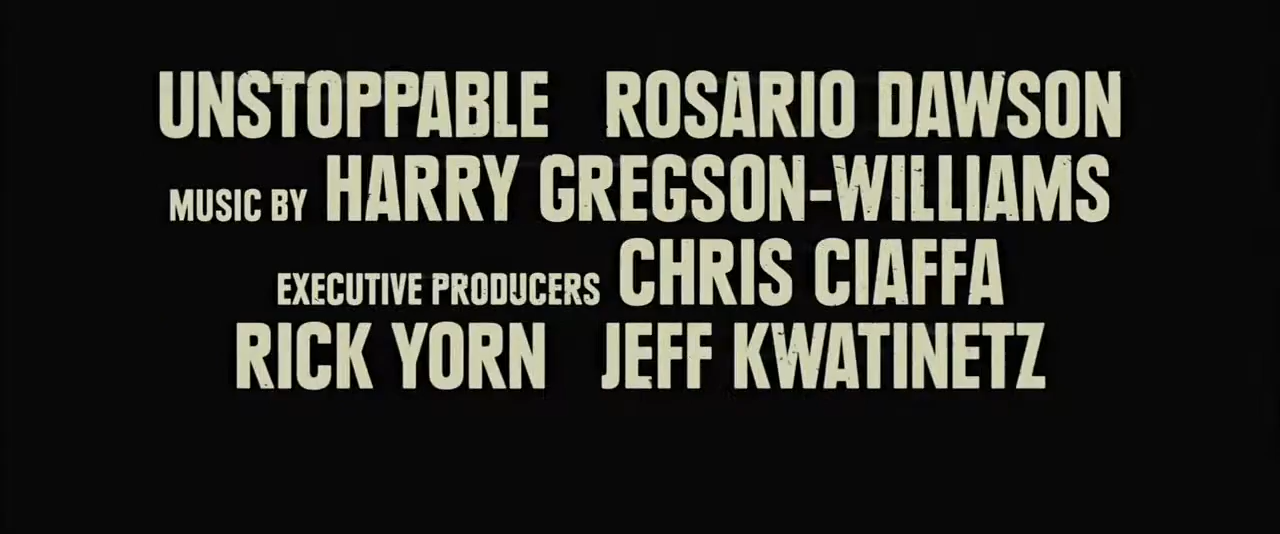 UNSTOPPABLE ROSARIO DAWSON
MUSIC BY HARRY GREGSON-WILLIAMS
EXECUTIVE PRODUCERS CHRIS CIAFFA
RICK YORN JEFF KWATINETZ